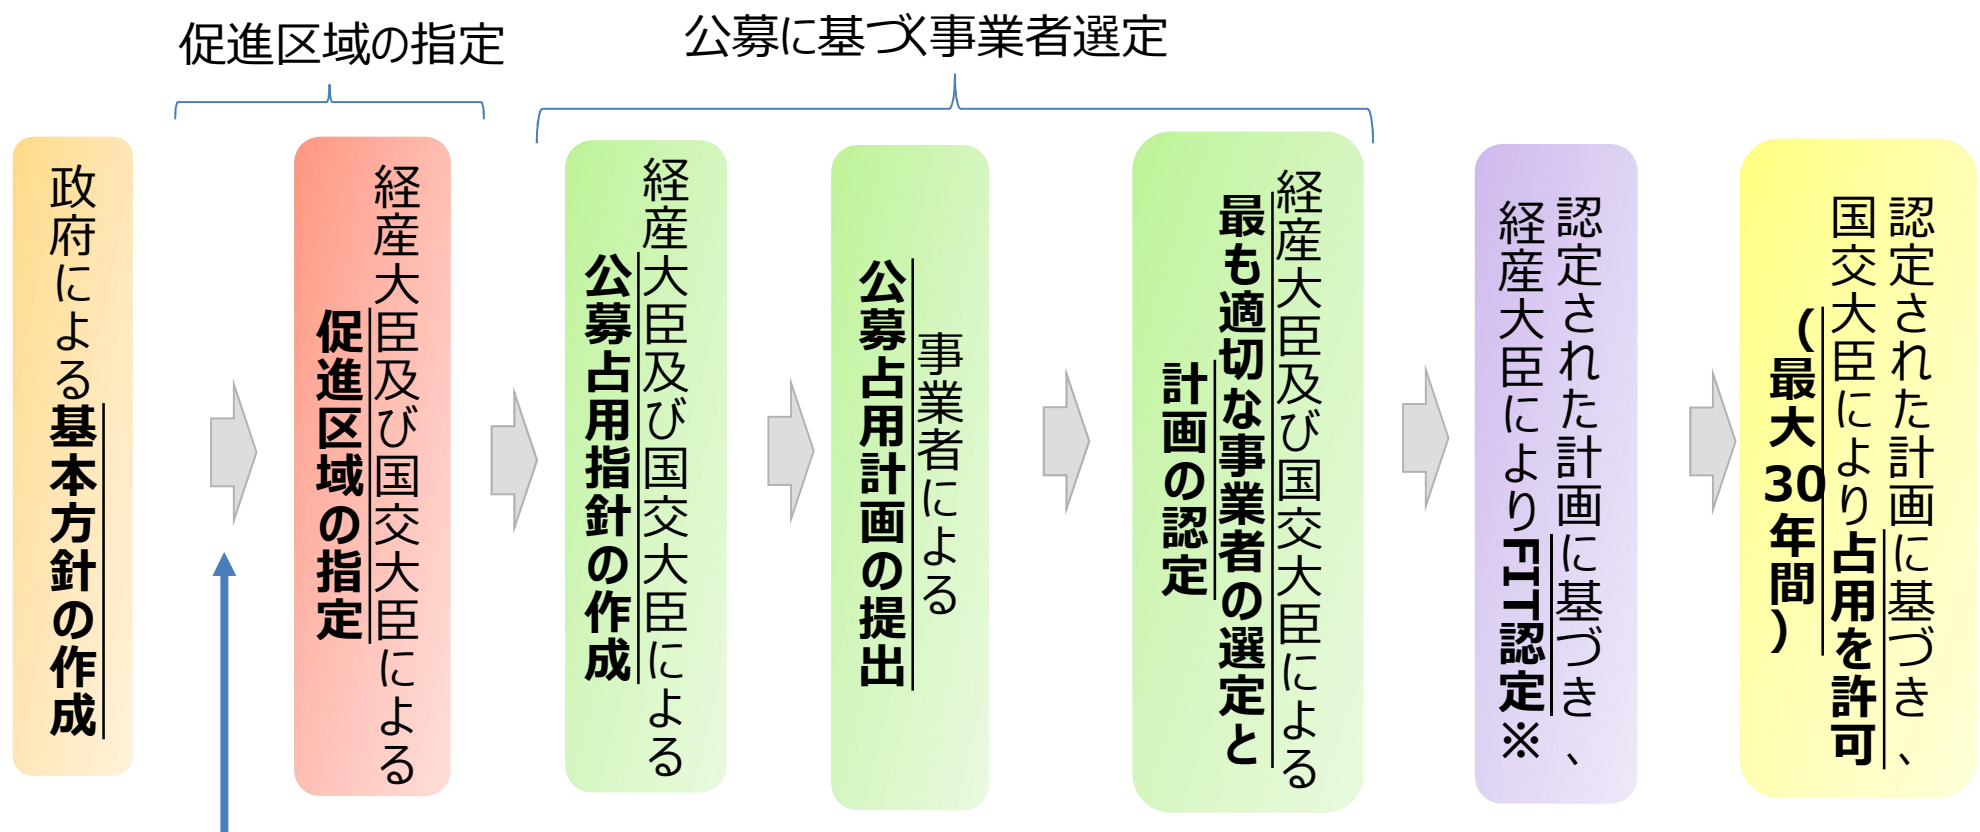 促進区域の指定
公募に基づく事業者選定
政府による基本方針の作成
経産大臣及び国交大臣による
促進区域の指定
経産大臣及び国交大臣による
公募占用指針の作成
事業者による
公募占用計画の提出
経産大臣及び国交大臣による
最も適切な事業者の選定と
計画の認定
認定された計画に基づき、
経産大臣によりFIT認定※
認定された計画に基づき、
国交大臣により占用を許可
(最大30年間)